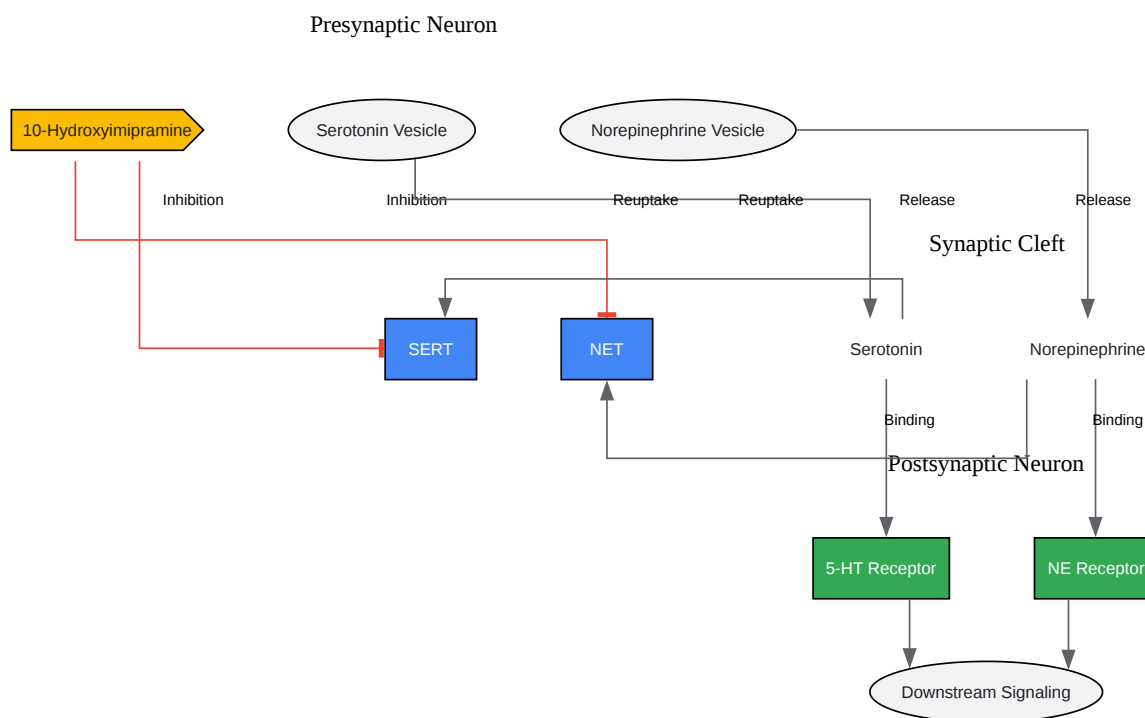 Presynaptic Neuron
10-Hydroxyimipramine
Serotonin Vesicle
Norepinephrine Vesicle
Inhibition
Inhibition
Reuptake
Reuptake
Release
Release
Synaptic Cleft
SERT
NET
Serotonin
Norepinephrine
Binding
Binding
Postsynaptic Neuron
5-HT Receptor
NE Receptor
Downstream Signaling